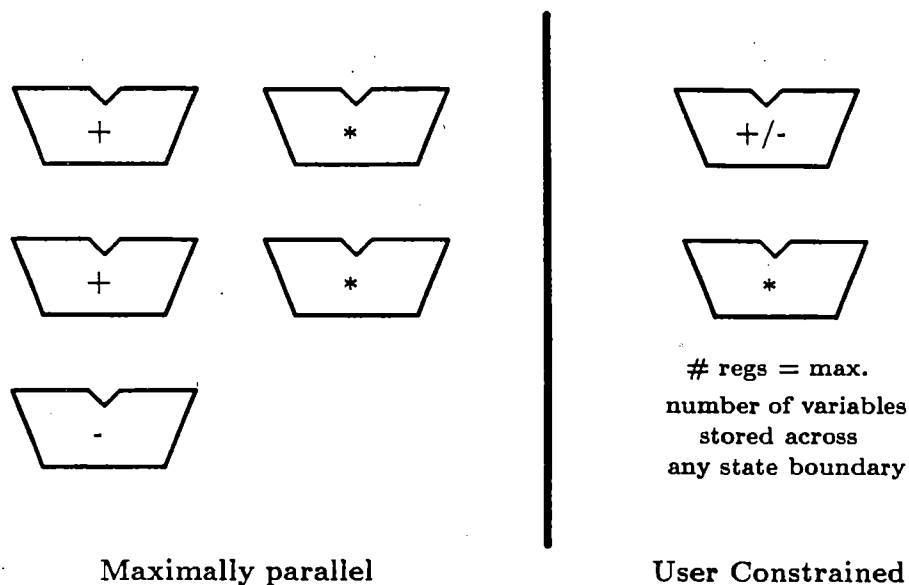 +
*
+
*
-
Maximally parallel
+/-
*
# regs = max.
number of variables
stored across
any state boundary
User Constrained